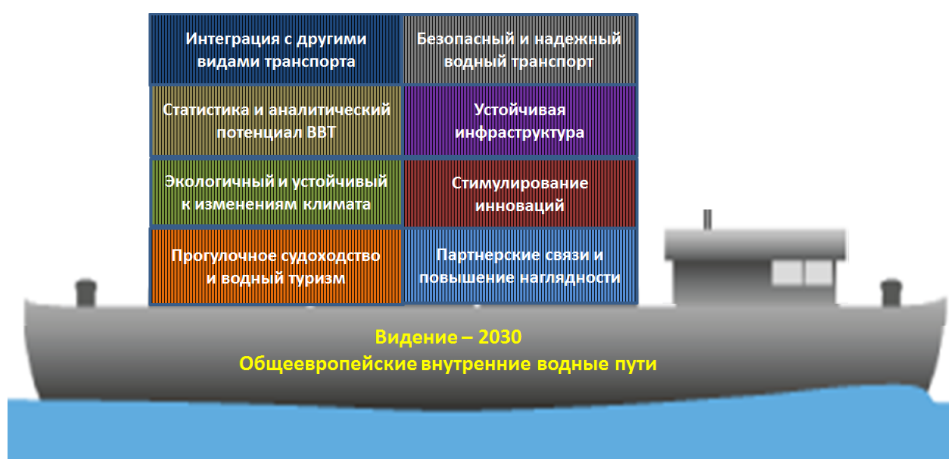 Интеграция с другими
видами транспорта
Безопасный и надежный
водный транспорт
Статистика и аналитический
потенциал ВВТ
Устойчивая
инфраструктура
Экологичный и устойчивый
к изменениям климата
Стимулирование
инноваций
Прогулочное судоходство
и водный туризм
Партнерские связи и
повышение наглядности
Видение – 2030
Общеевропейские внутренние водные пути